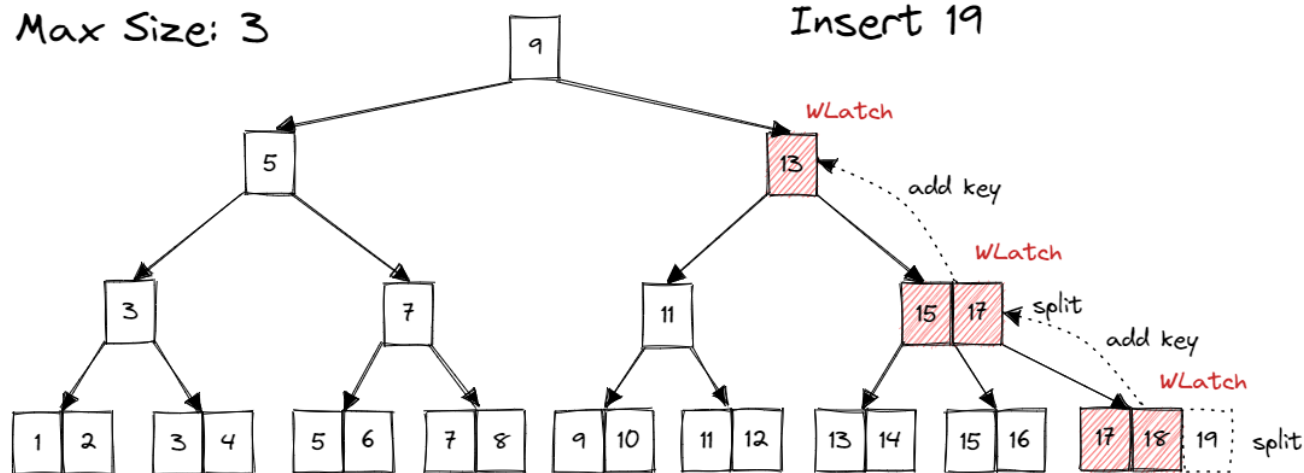 Max Size: 3
Insert 19
9
WLatch
5
13
add key
WLatch
3
7
11
15 17
split
add key
WLatch
1 2
3 4
5 6
7 8
9 10
11 12
13 14
15 16
17 18 19
split